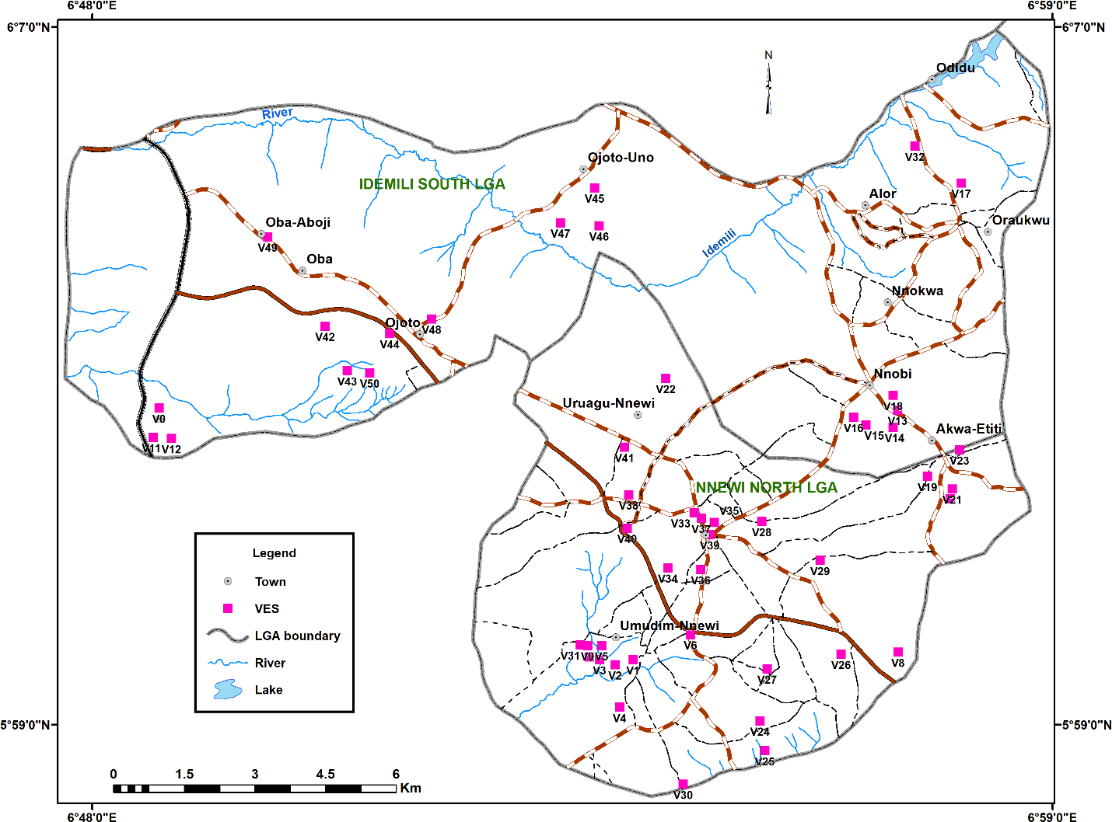 6°48'0"E
6°59'0"E
6°7'0"N
6°7'0"N
N
Odidu
River
V32
Ojoto-Uno
IDEMILI SOUTH LGA
V17
Alor
V45
Oba-Aboji
Oraukwu
V49
V47
V46
Idemili
Oba
Nnokwa
Ojoto
V48
V42
V44
V43
V50
Nnobi
V22
V18
Uruagu-Nnewi
V0
V16
V15
V13
V14
Akwa-Etiti
V11
V12
V41
V23
V19
NNEWI NORTH LGA
V21
V38
V33
V35
V37
V28
V40
V39
V29
V34
V36
Legend
Town
VES
LGA boundary
River
Lake
Umudim-Nnewi
V6
V31
V9
V5
V3
V2
V1
V26
V8
V27
V4
V24
V25
V30
5°59'0"N
5°59'0"N
0
1.5
3
4.5
6
Km
6°48'0"E
6°59'0"E